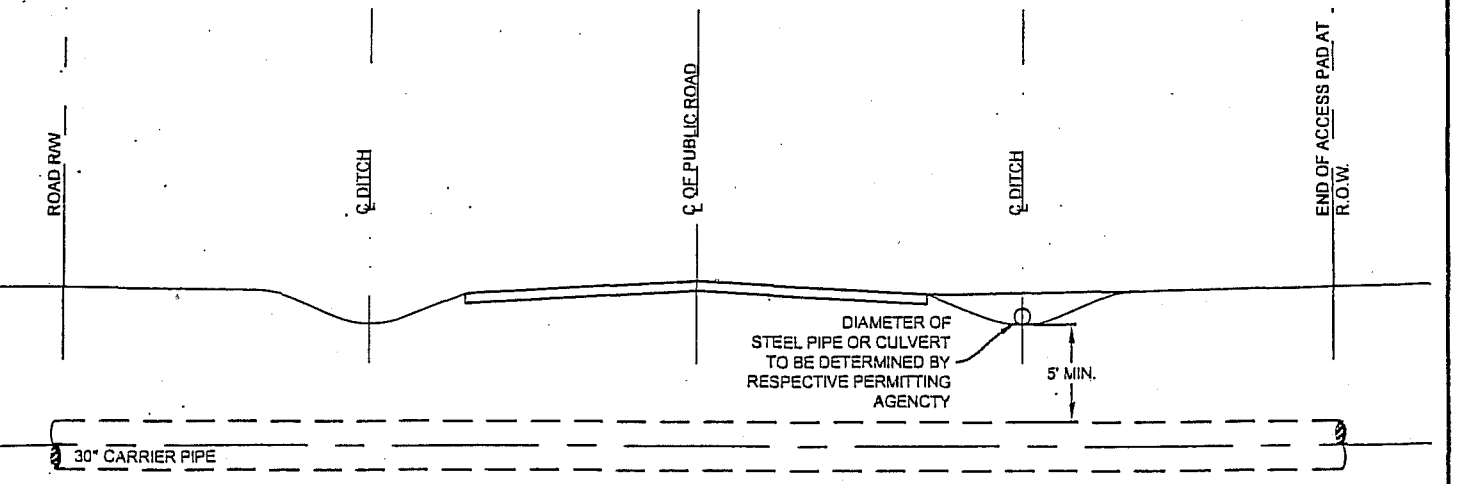 ROAD R/W
℄ DITCH
℄ OF PUBLIC ROAD
℄ DITCH
END OF ACCESS PAD AT
R.O.W.
DIAMETER OF
STEEL PIPE OR CULVERT
TO BE DETERMINED BY
RESPECTIVE PERMITTING
AGENCTY
5' MIN.
30" CARRIER PIPE